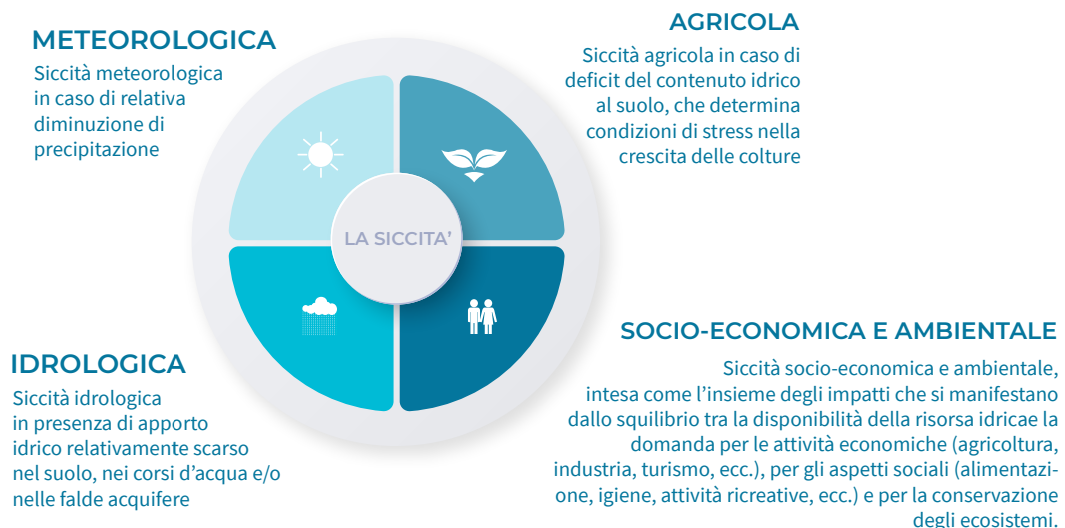 METEOROLOGICA
Siccità meteorologica
in caso di relativa
diminuzione di
precipitazione
AGRICOLA
Siccità agricola in caso di
deficit del contenuto idrico
al suolo, che determina
condizioni di stress nella
crescita delle colture
LA SICCITA’
IDROLOGICA
Siccità idrologica
in presenza di apporto
idrico relativamente scarso
nel suolo, nei corsi d’acqua e/o
nelle falde acquifere
SOCIO-ECONOMICA E AMBIENTALE
Siccità socio-economica e ambientale,
intesa come l’insieme degli impatti che si manifestano
dallo squilibrio tra la disponibilità della risorsa idricae la
domanda per le attività economiche (agricoltura,
industria, turismo, ecc.), per gli aspetti sociali (alimentazi-
one, igiene, attività ricreative, ecc.) e per la conservazione
degli ecosistemi.